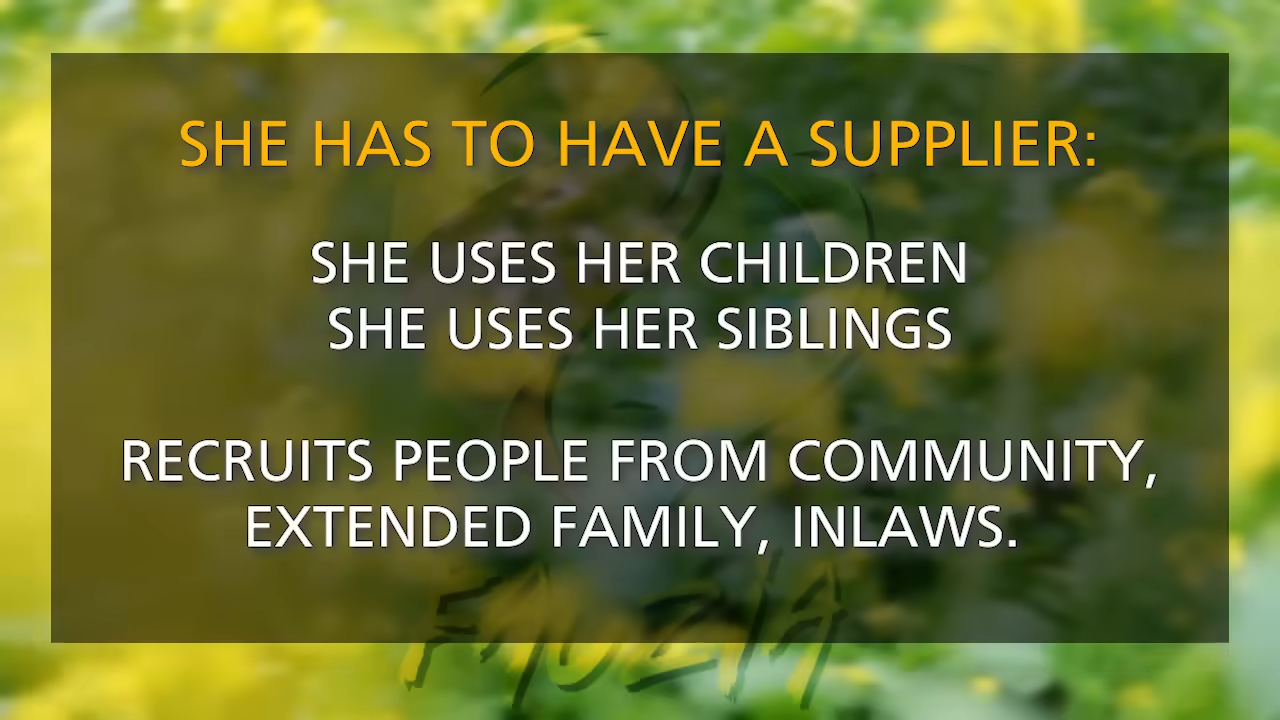 SHE HAS TO HAVE A SUPPLIER:
SHE USES HER CHILDREN
SHE USES HER SIBLINGS
RECRUITS PEOPLE FROM COMMUNITY,
EXTENDED FAMILY, INLAWS.
FAUZIA